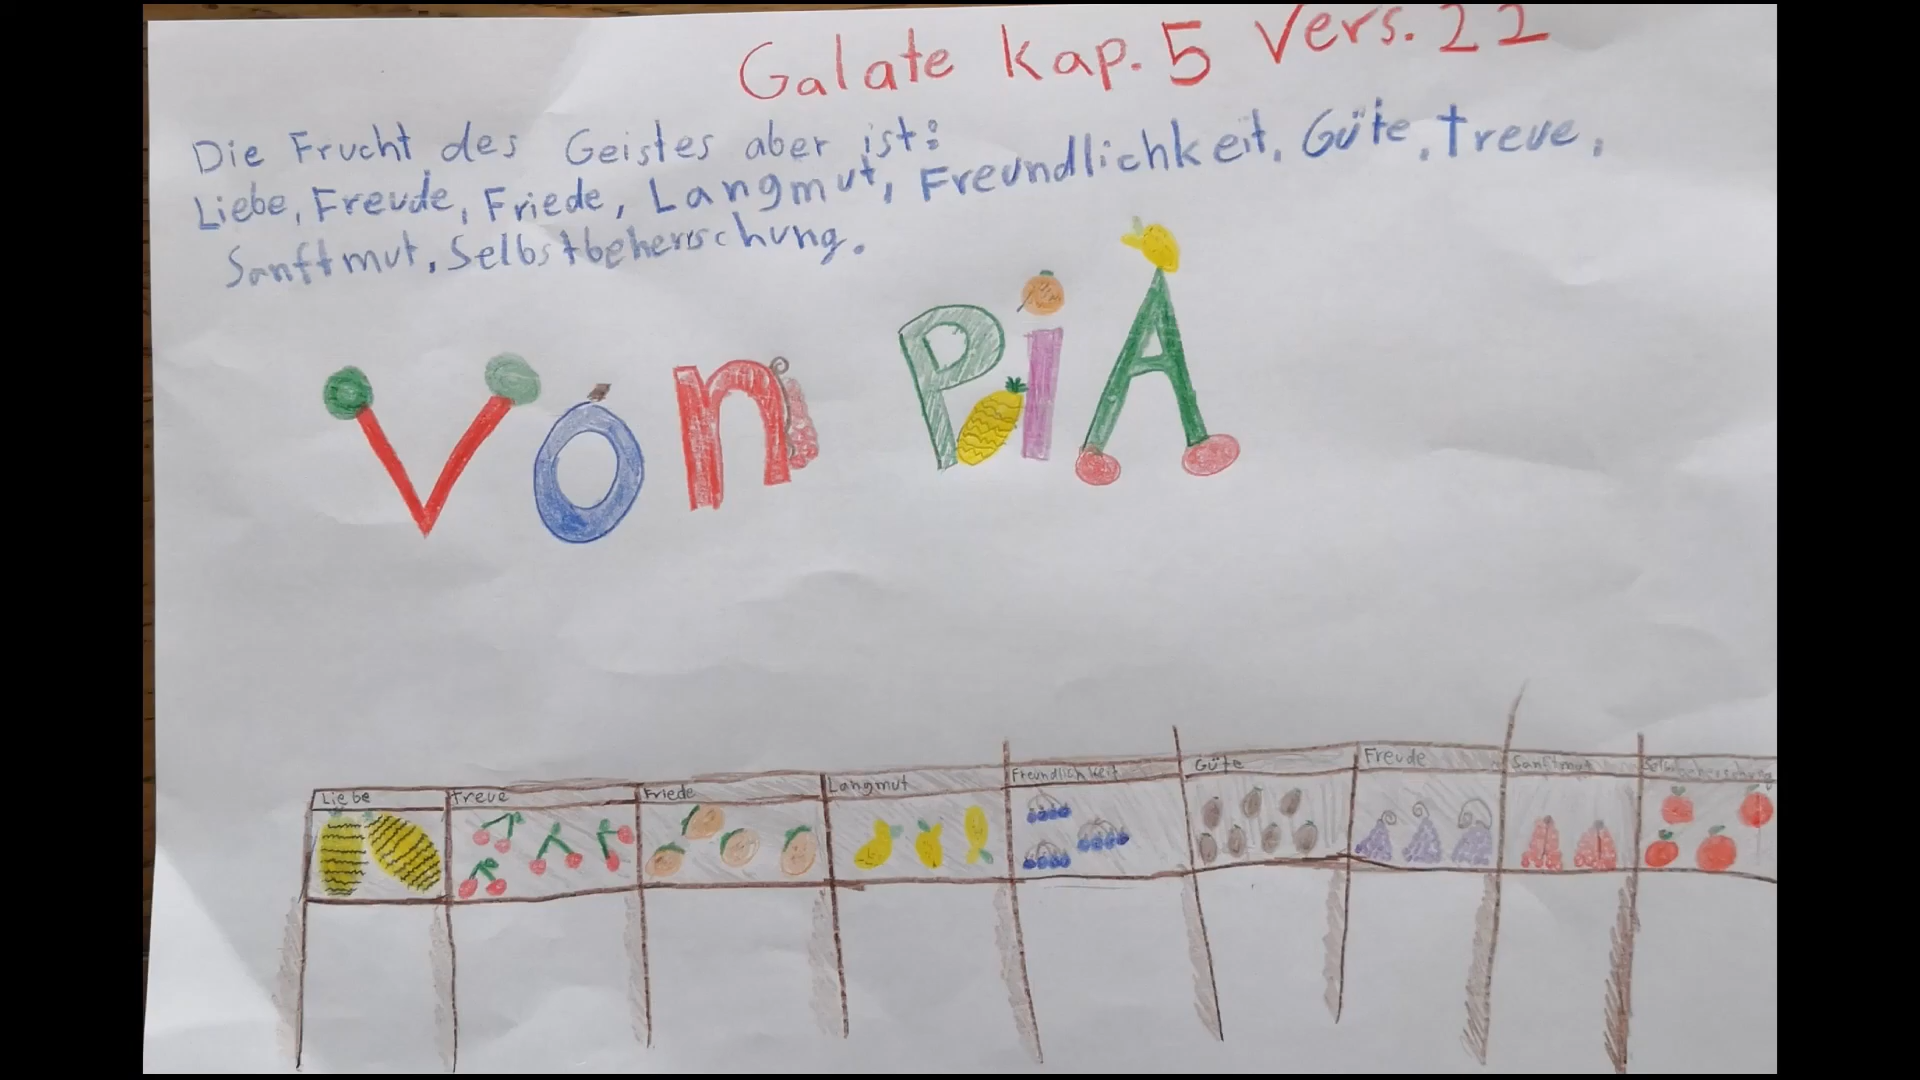 Galate Kap. 5 Vers. 22
Die Frucht des Geistes aber ist:
Liebe, Freude, Friede, Langmut, Freundlichkeit, Güte, Treue,
Sanftmut, Selbstbeherrschung.
Von PiA
Liebe Treue Friede Langmut Freundlichkeit Güte Freude Sanftmut Selbstbeherrschung